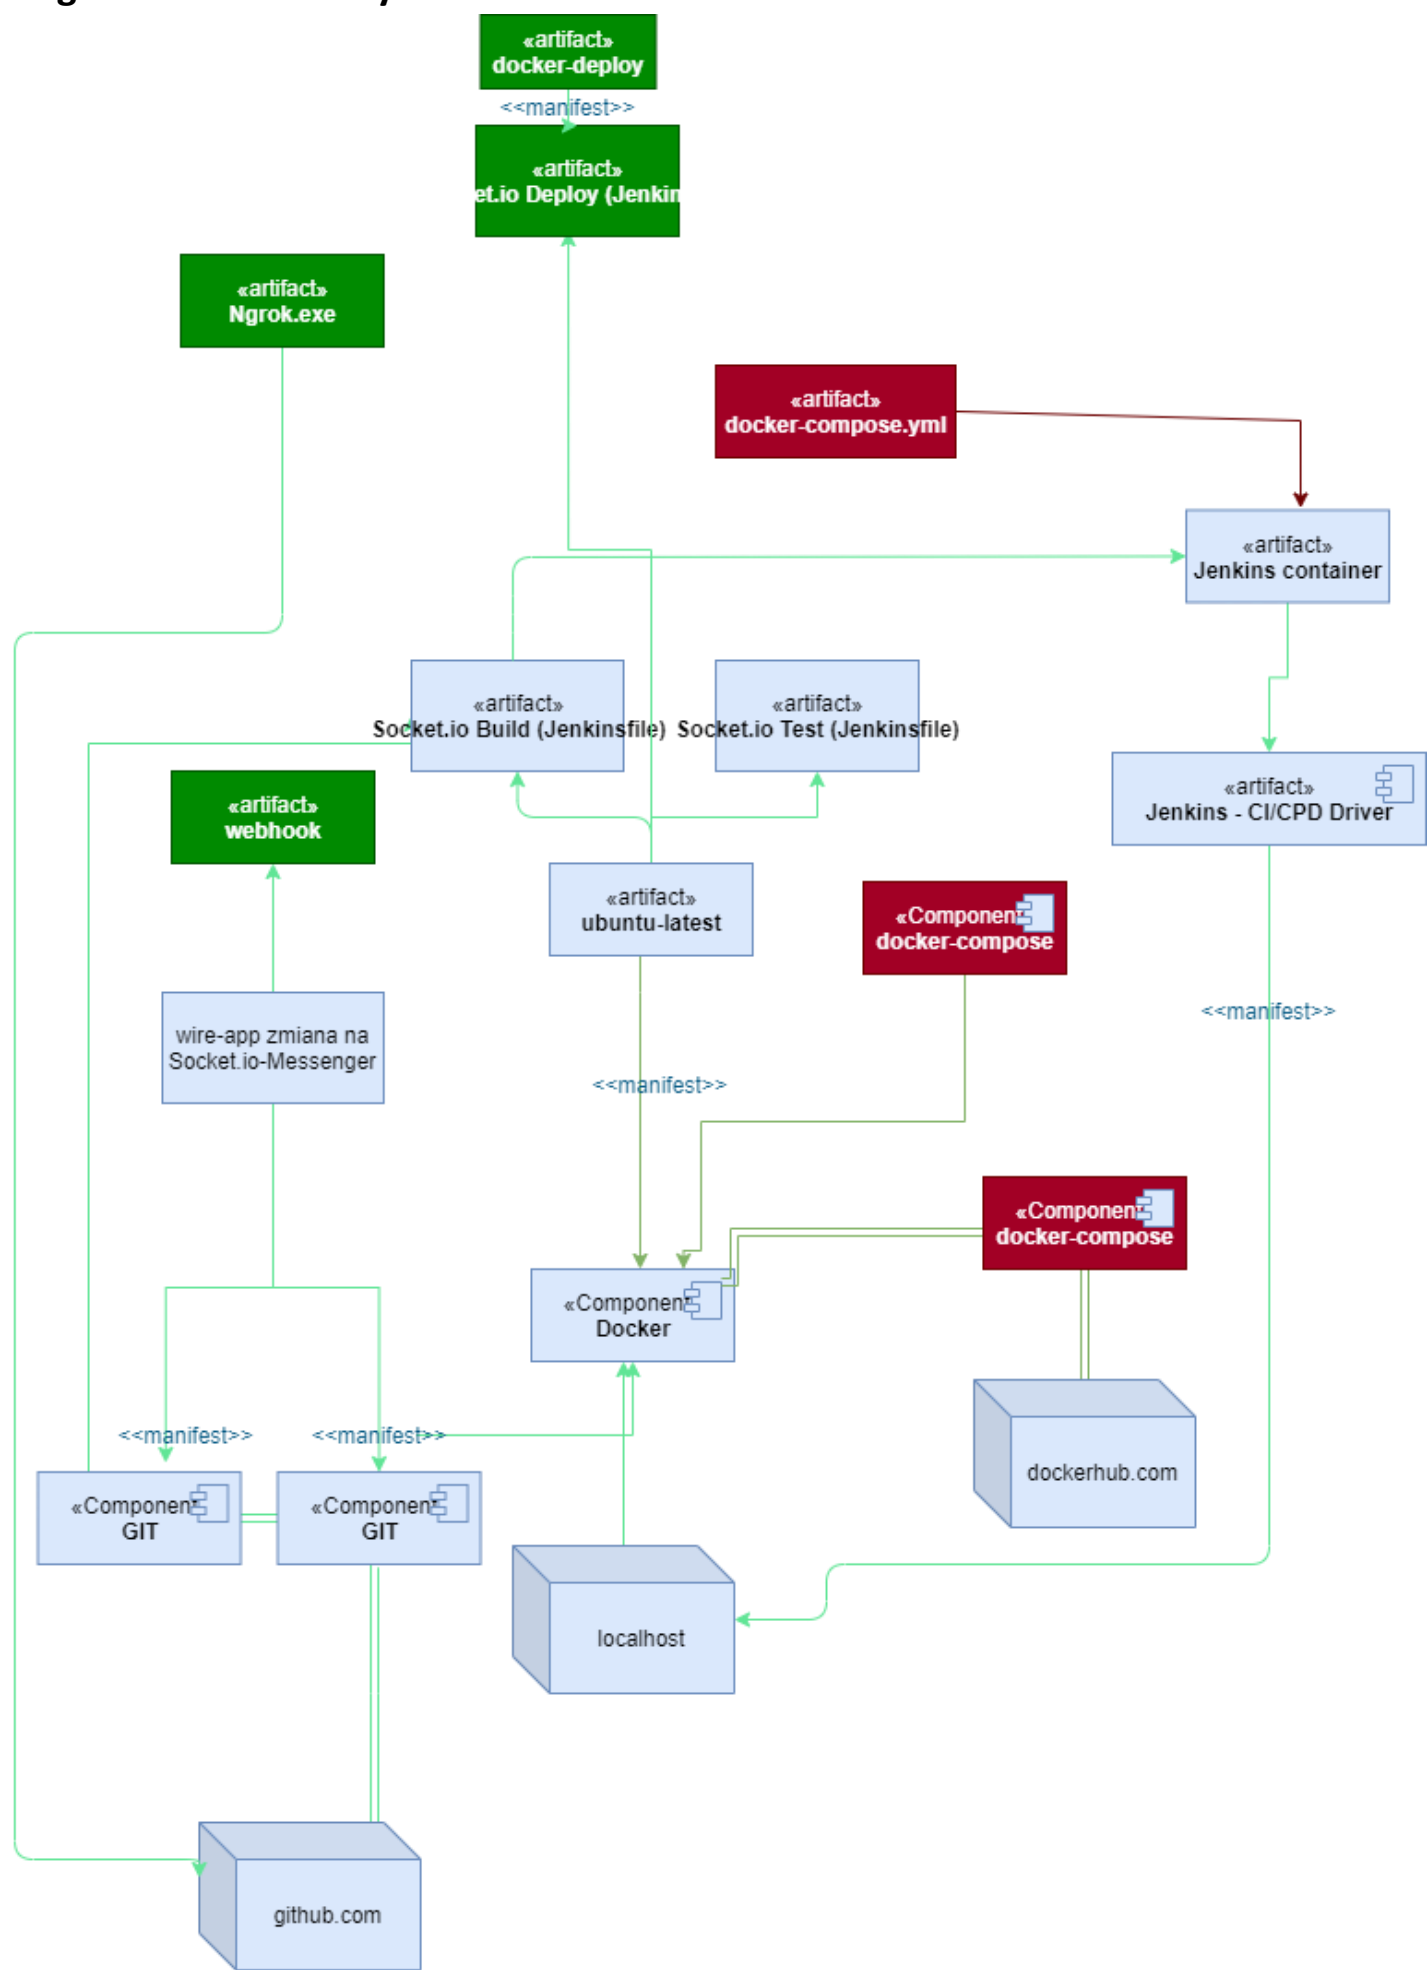 «artifact»
docker-deploy
<<manifest>>
«artifact»
et.io Deploy (Jenkin
«artifact»
Ngrok.exe
«artifact»
docker-compose.yml
«artifact»
Jenkins container
«artifact»
Socket.io Build (Jenkinsfile)
«artifact»
Socket.io Test (Jenkinsfile)
«artifact»
webhook
«artifact»
Jenkins - CI/CPD Driver
«artifact»
ubuntu-latest
«Component
docker-compose
wire-app zmiana na
Socket.io-Messenger
<<manifest>>
<<manifest>>
«Component
docker-compose
«Component
Docker
<<manifest>>
<<manifest>>
dockerhub.com
«Component
GIT
«Component
GIT
localhost
github.com